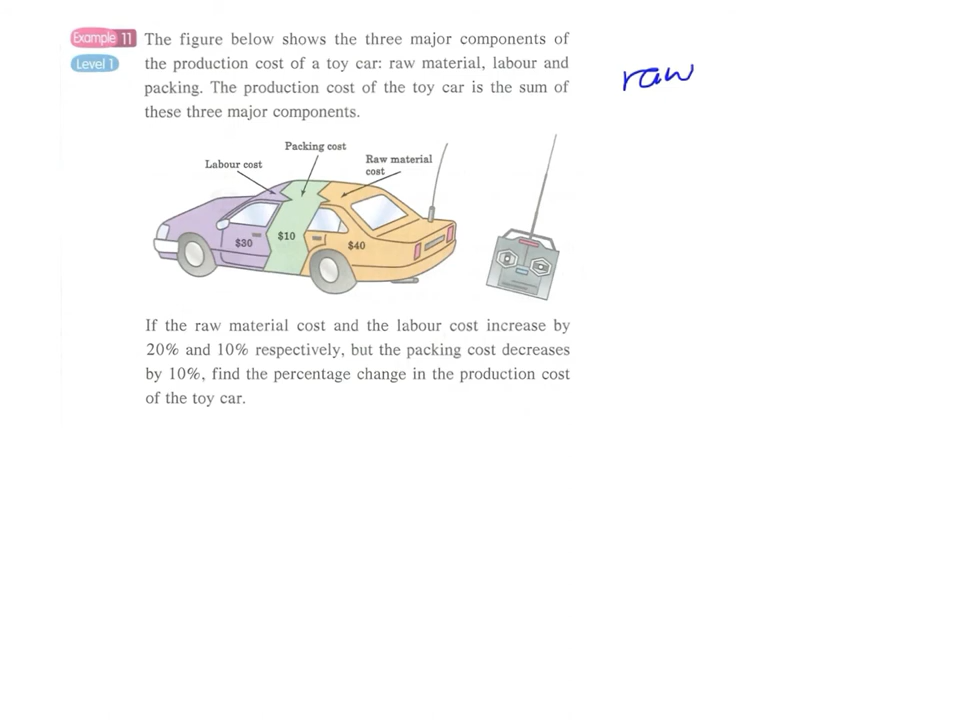 Example 11 The figure below shows the three major components of
Level 1 the production cost of a toy car: raw material, labour and
packing. The production cost of the toy car is the sum of
these three major components.
raw
Packing cost
Labour cost
Raw material
cost
$30
$10
$40
If the raw material cost and the labour cost increase by
20% and 10% respectively, but the packing cost decreases
by 10%, find the percentage change in the production cost
of the toy car.